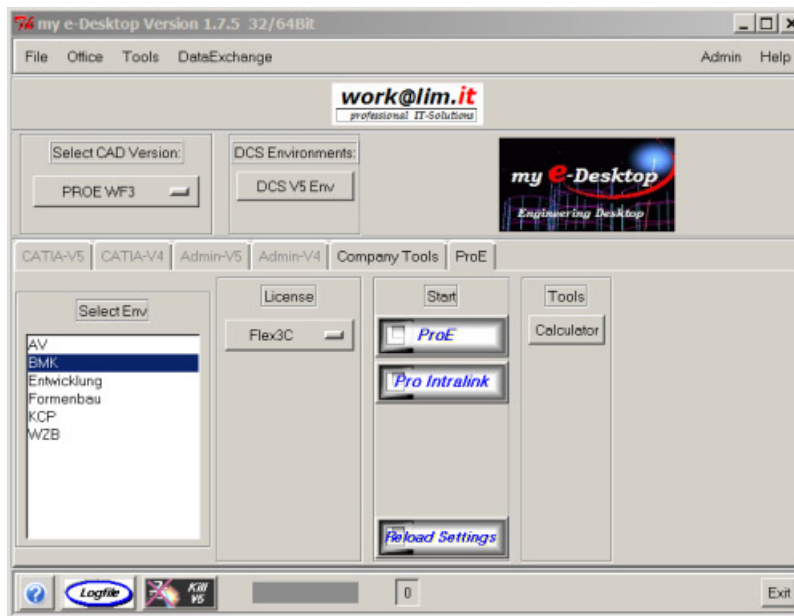 my e-Desktop Version 1.7.5 32/64Bit
File Office Tools DataExchange Admin Help
work@lim.it
professional IT-Solutions
Select CAD Version:
PROE WF3
DCS Environments:
DCS V5 Env
my e-Desktop
Engineering Desktop
CATIA-V5 CATIA-V4 Admin-V5 Admin-V4 Company Tools ProE
Select Env
AV
BMK
Entwicklung
Formenbau
KCP
WZB
License
Flex3C
Start
ProE
Pro Intralink
Reload Settings
Tools
Calculator
? Logfile Kill V5 0 Exit